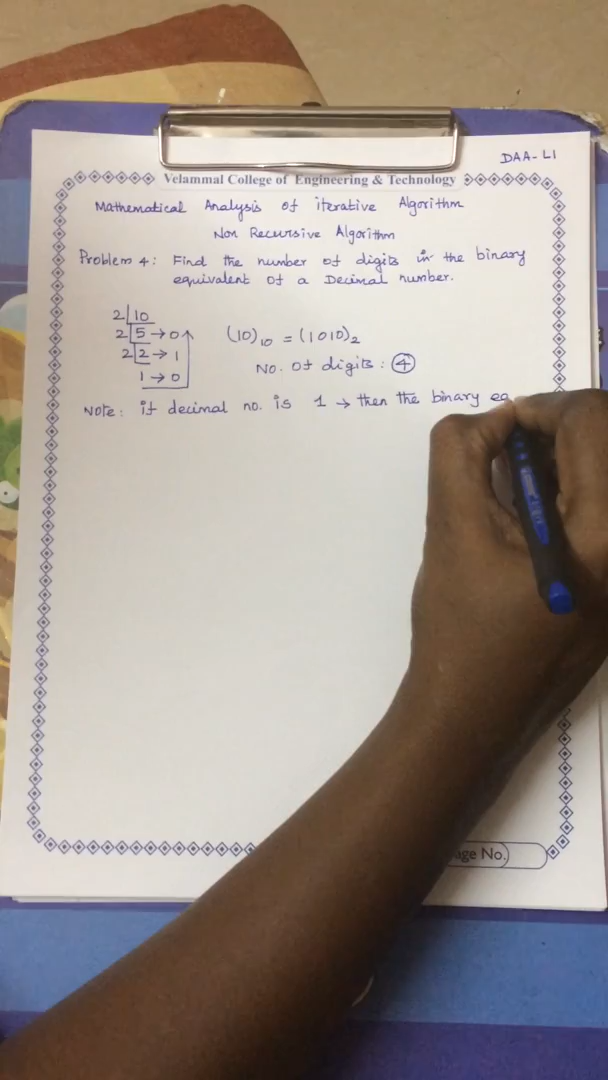 DAA-L1
Velammal College of Engineering & Technology
Mathematical Analysis of iterative Algorithm
Non Recursive Algorithm
Problem 4: Find the number of digits in the binary
equivalent of a Decimal number.
2 10
2 5 → 0 (10)10 = (1010)2
2 2 → 1
1 → 0 No. of digits: 4
Note: if decimal no. is 1 → then the binary eq
age No.